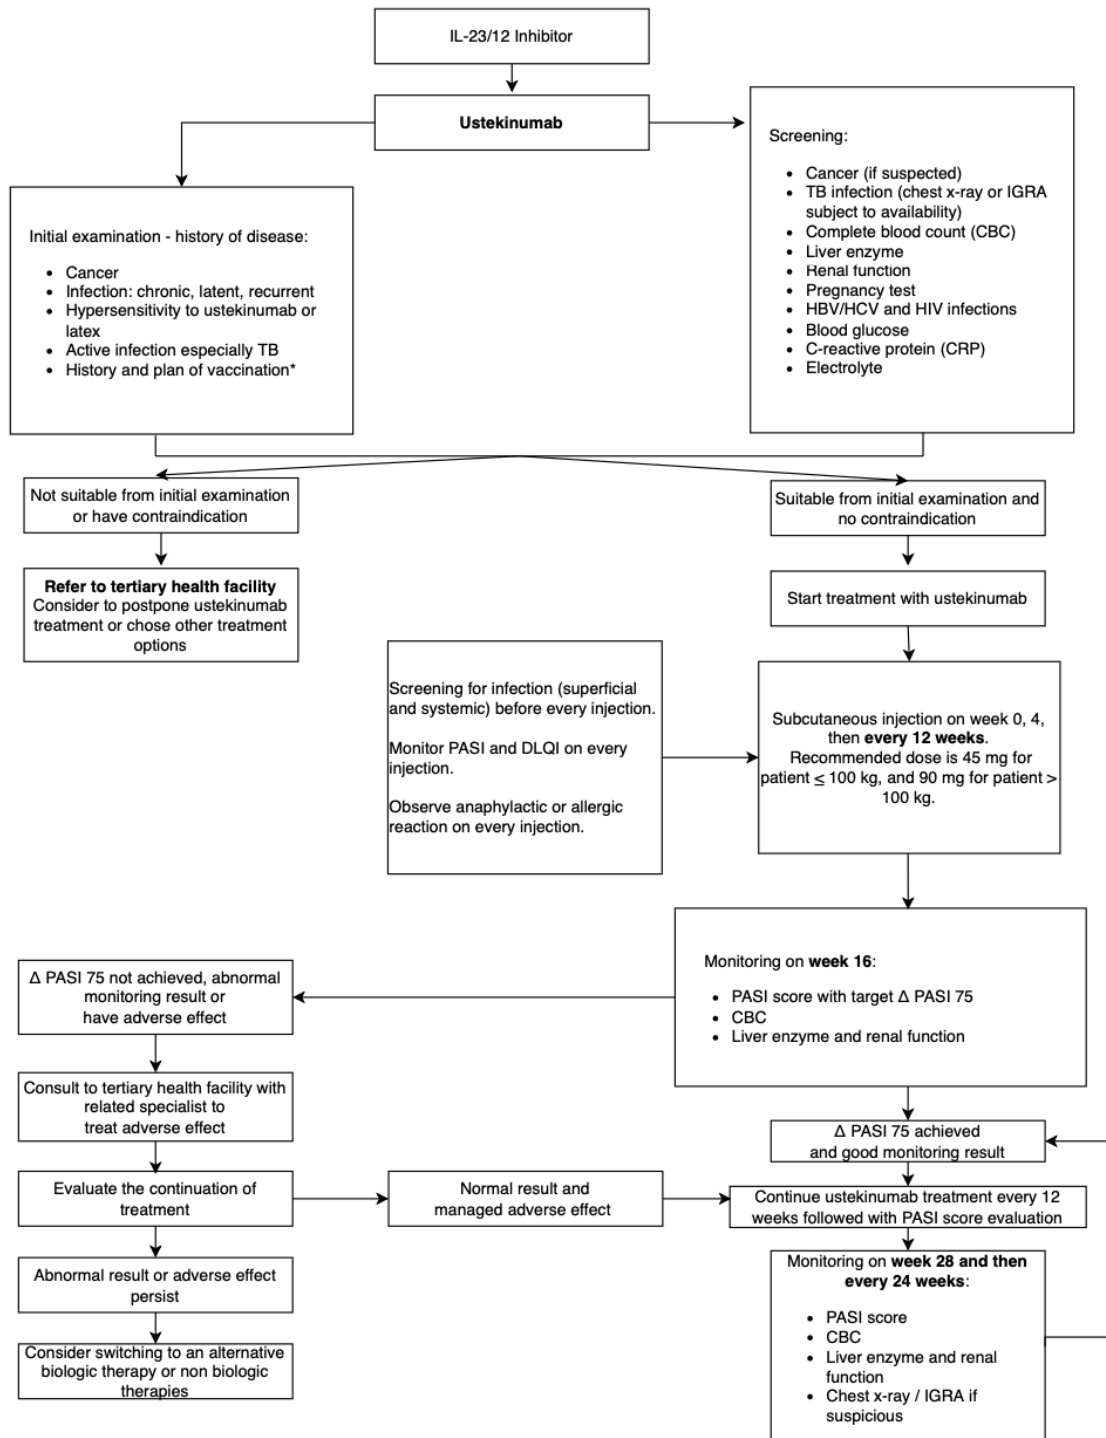 IL-23/12 Inhibitor
Ustekinumab
Screening:
• Cancer (if suspected)
• TB infection (chest x-ray or IGRA
subject to availability)
• Complete blood count (CBC)
• Liver enzyme
• Renal function
• Pregnancy test
• HBV/HCV and HIV infections
• Blood glucose
• C-reactive protein (CRP)
• Electrolyte
Initial examination - history of disease:
• Cancer
• Infection: chronic, latent, recurrent
• Hypersensitivity to ustekinumab or
latex
• Active infection especially TB
• History and plan of vaccination*
Not suitable from initial examination
or have contraindication
Suitable from initial examination and
no contraindication
Refer to tertiary health facility
Consider to postpone ustekinumab
treatment or chose other treatment
options
Start treatment with ustekinumab
Screening for infection (superficial
and systemic) before every injection.
Monitor PASI and DLQI on every
injection.
Observe anaphylactic or allergic
reaction on every injection.
Subcutaneous injection on week 0, 4,
then every 12 weeks.
Recommended dose is 45 mg for
patient ≤ 100 kg, and 90 mg for patient >
100 kg.
Monitoring on week 16:
• PASI score with target Δ PASI 75
• CBC
• Liver enzyme and renal function
Δ PASI 75 not achieved, abnormal
monitoring result or
have adverse effect
Consult to tertiary health facility with
related specialist to
treat adverse effect
Δ PASI 75 achieved
and good monitoring result
Evaluate the continuation of
treatment
Normal result and
managed adverse effect
Continue ustekinumab treatment every 12
weeks followed with PASI score evaluation
Abnormal result or adverse effect
persist
Monitoring on week 28 and then
every 24 weeks:
• PASI score
• CBC
• Liver enzyme and renal
function
• Chest x-ray / IGRA if
suspicious
Consider switching to an alternative
biologic therapy or non biologic
therapies